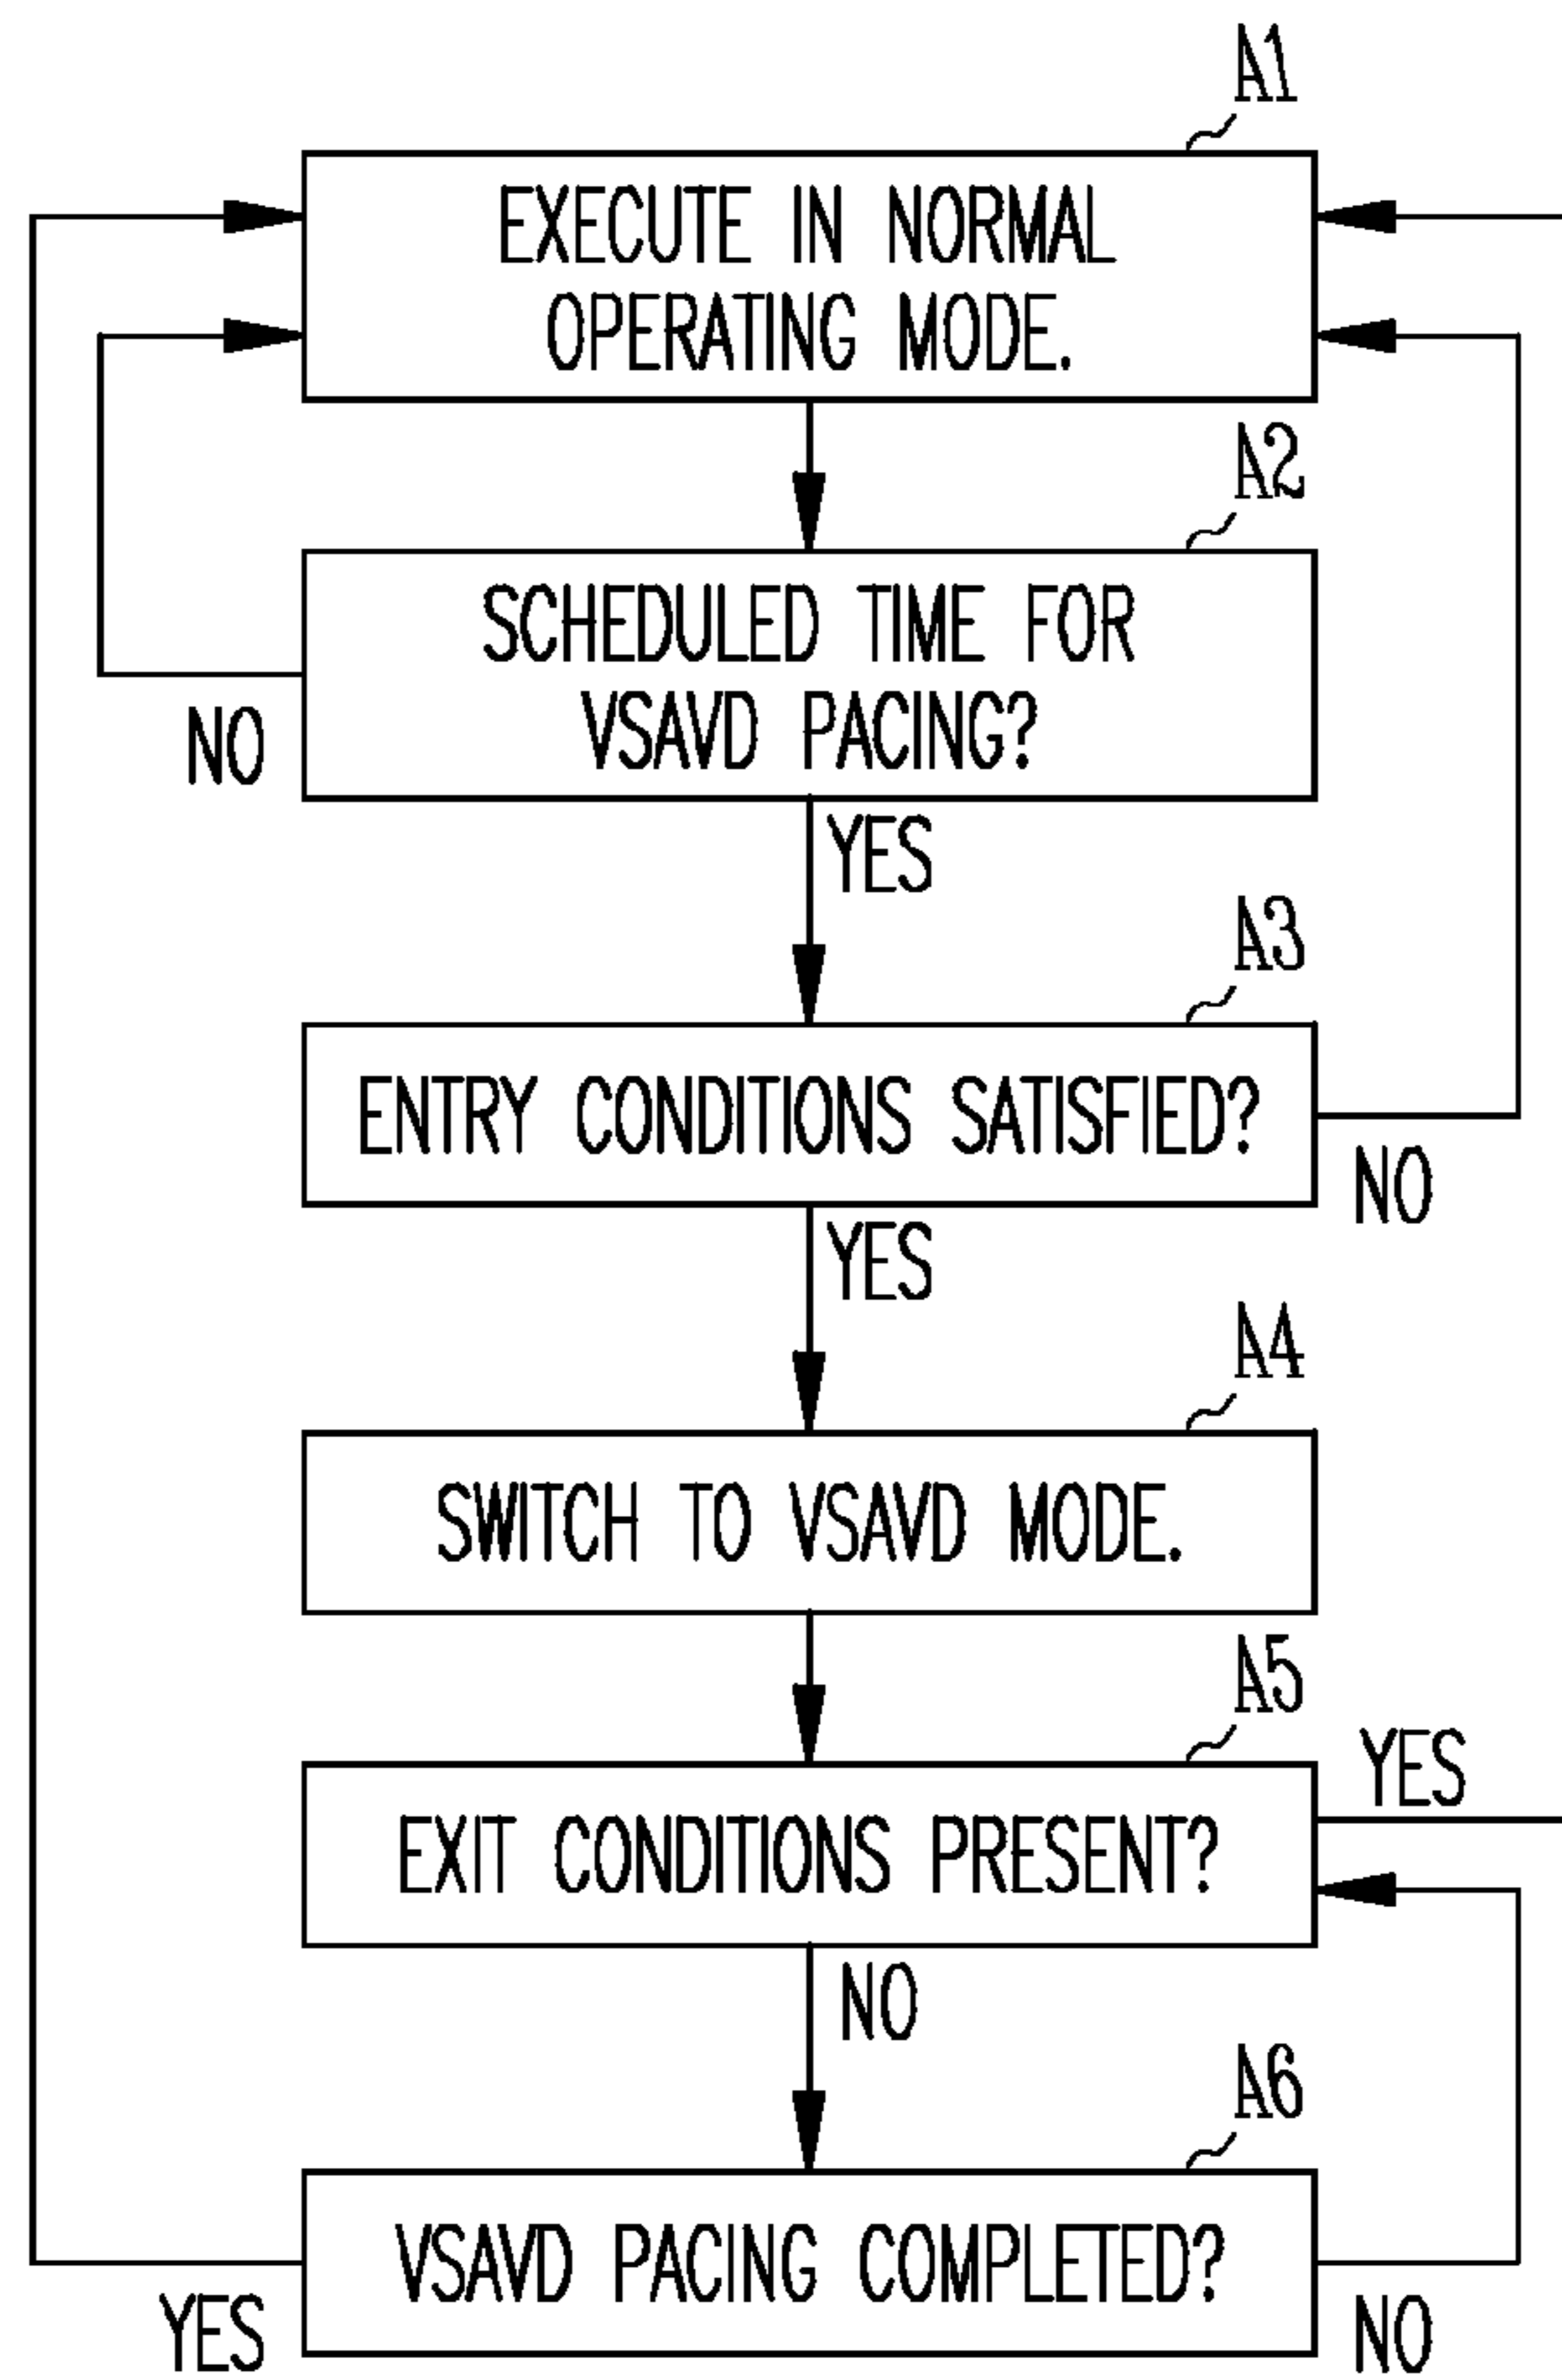 A1
EXECUTE IN NORMAL
OPERATING MODE.
A2
SCHEDULED TIME FOR
VSAVD PACING?
NO
YES
A3
ENTRY CONDITIONS SATISFIED?
NO
YES
A4
SWITCH TO VSAVD MODE.
A5
EXIT CONDITIONS PRESENT?
YES
NO
A6
VSAVD PACING COMPLETED?
YES
NO